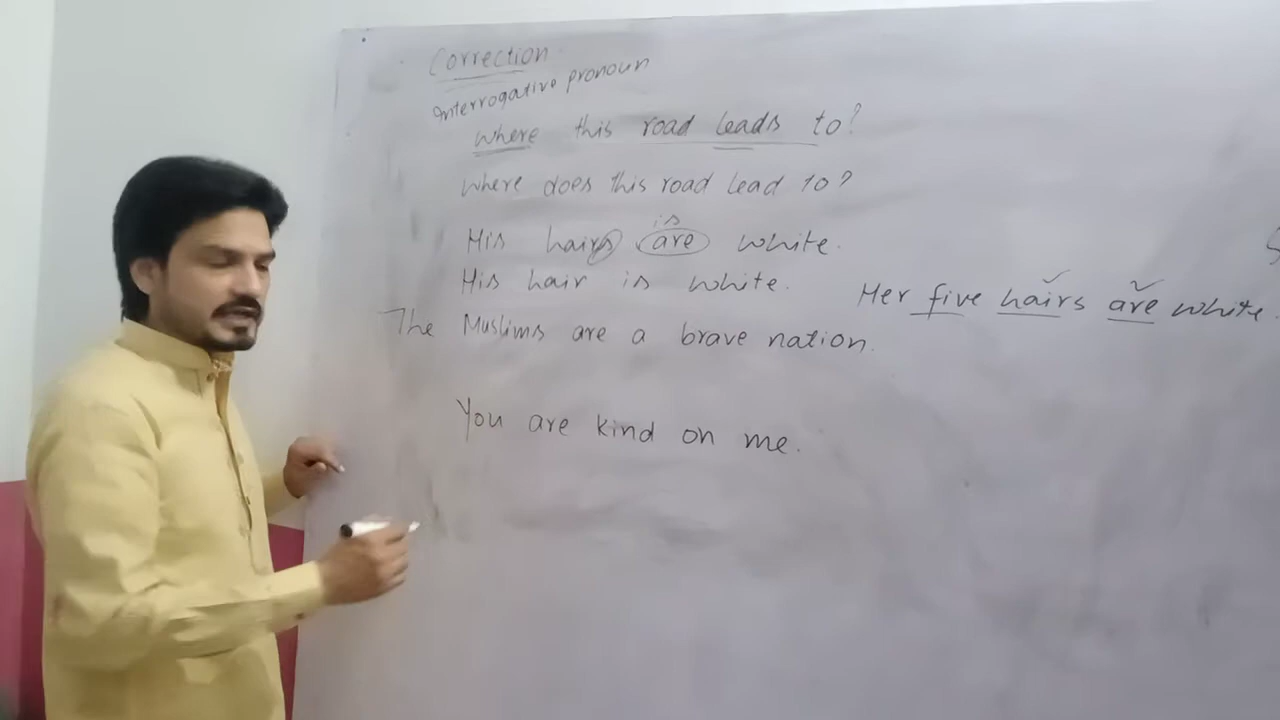 Correction
Interrogative pronoun
Where this road leads to?
Where does this road lead to?
is
His hairs are white.
His hair is white.
Her five hairs are white.
The Muslims are a brave nation.
You are kind on me.